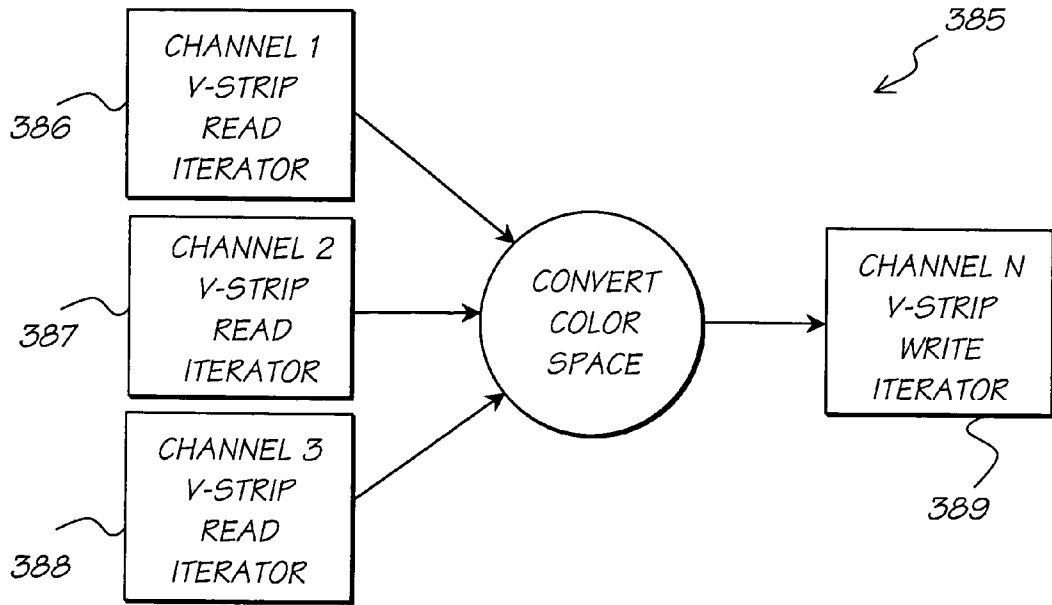 CHANNEL 1
V-STRIP
READ
ITERATOR
386
CHANNEL 2
V-STRIP
READ
ITERATOR
387
CHANNEL 3
V-STRIP
READ
ITERATOR
388
CONVERT
COLOR
SPACE
385
CHANNEL N
V-STRIP
WRITE
ITERATOR
389